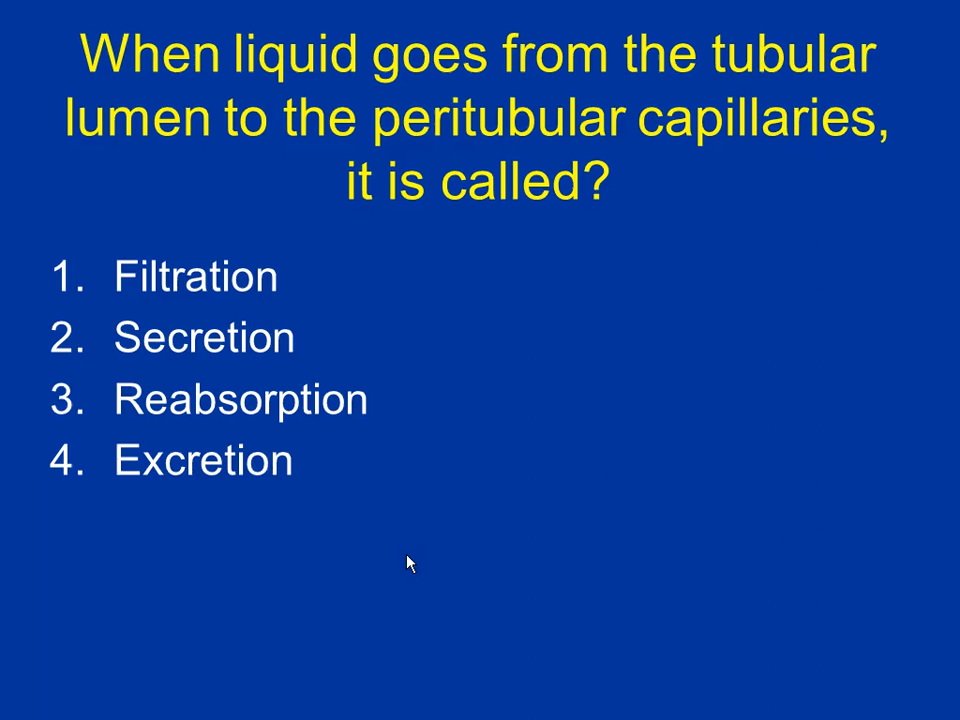 When liquid goes from the tubular
lumen to the peritubular capillaries,
it is called?
1. Filtration
2. Secretion
3. Reabsorption
4. Excretion